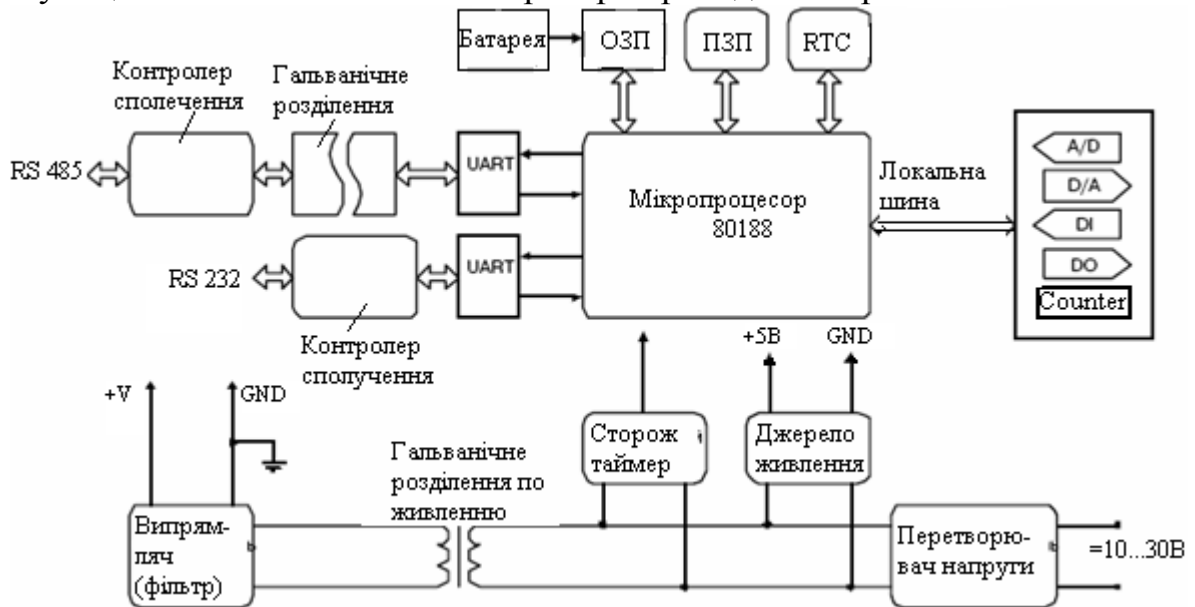 Батарея
ОЗП
ПЗП
RTC
Контролер
сполечення
Гальванічне
розділення
RS 485
UART
Мікропроцесор
80188
Локальна
шина
A/D
D/A
DI
DO
Counter
RS 232
UART
Контролер
сполучення
+5В
GND
+V
GND
Сторож
таймер
Джерело
живлення
Гальванічне
розділення по
живленню
Випрям-
ляч
(фільтр)
Перетворю-
вач напруги
=10...30В